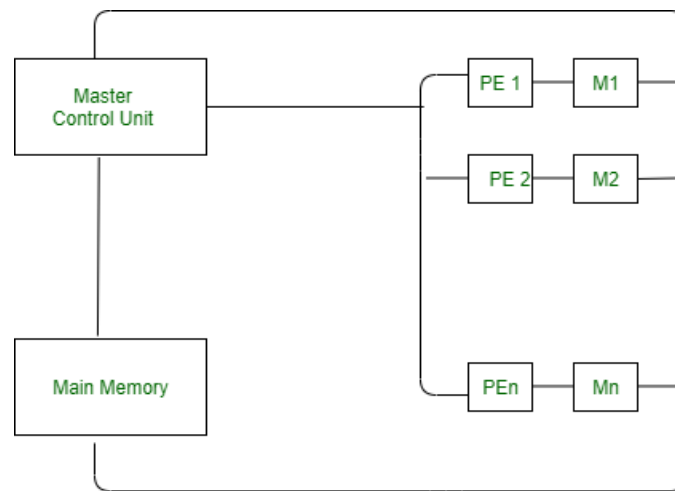 Master
Control Unit
PE 1
M1
PE 2
M2
Main Memory
PEn
Mn